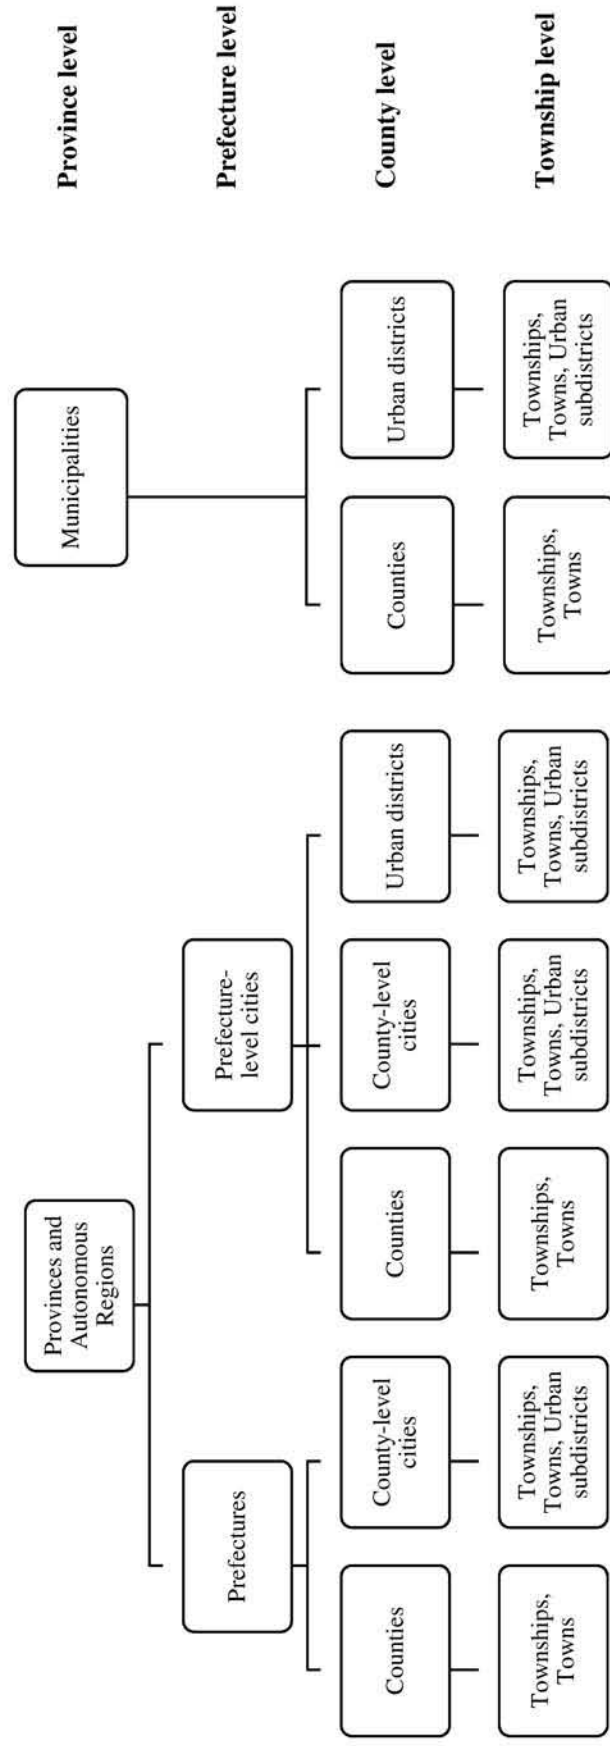 Provinces and
Autonomous
Regions
Municipalities
Province level
Prefectures
Prefecture-
level cities
Prefecture level
Counties
County-level
cities
Counties
County-level
cities
Urban districts
Counties
Urban districts
County level
Townships,
Towns
Townships,
Towns, Urban
subdistricts
Townships,
Towns
Townships,
Towns, Urban
subdistricts
Townships,
Towns, Urban
subdistricts
Townships,
Towns
Townships,
Towns, Urban
subdistricts
Township level